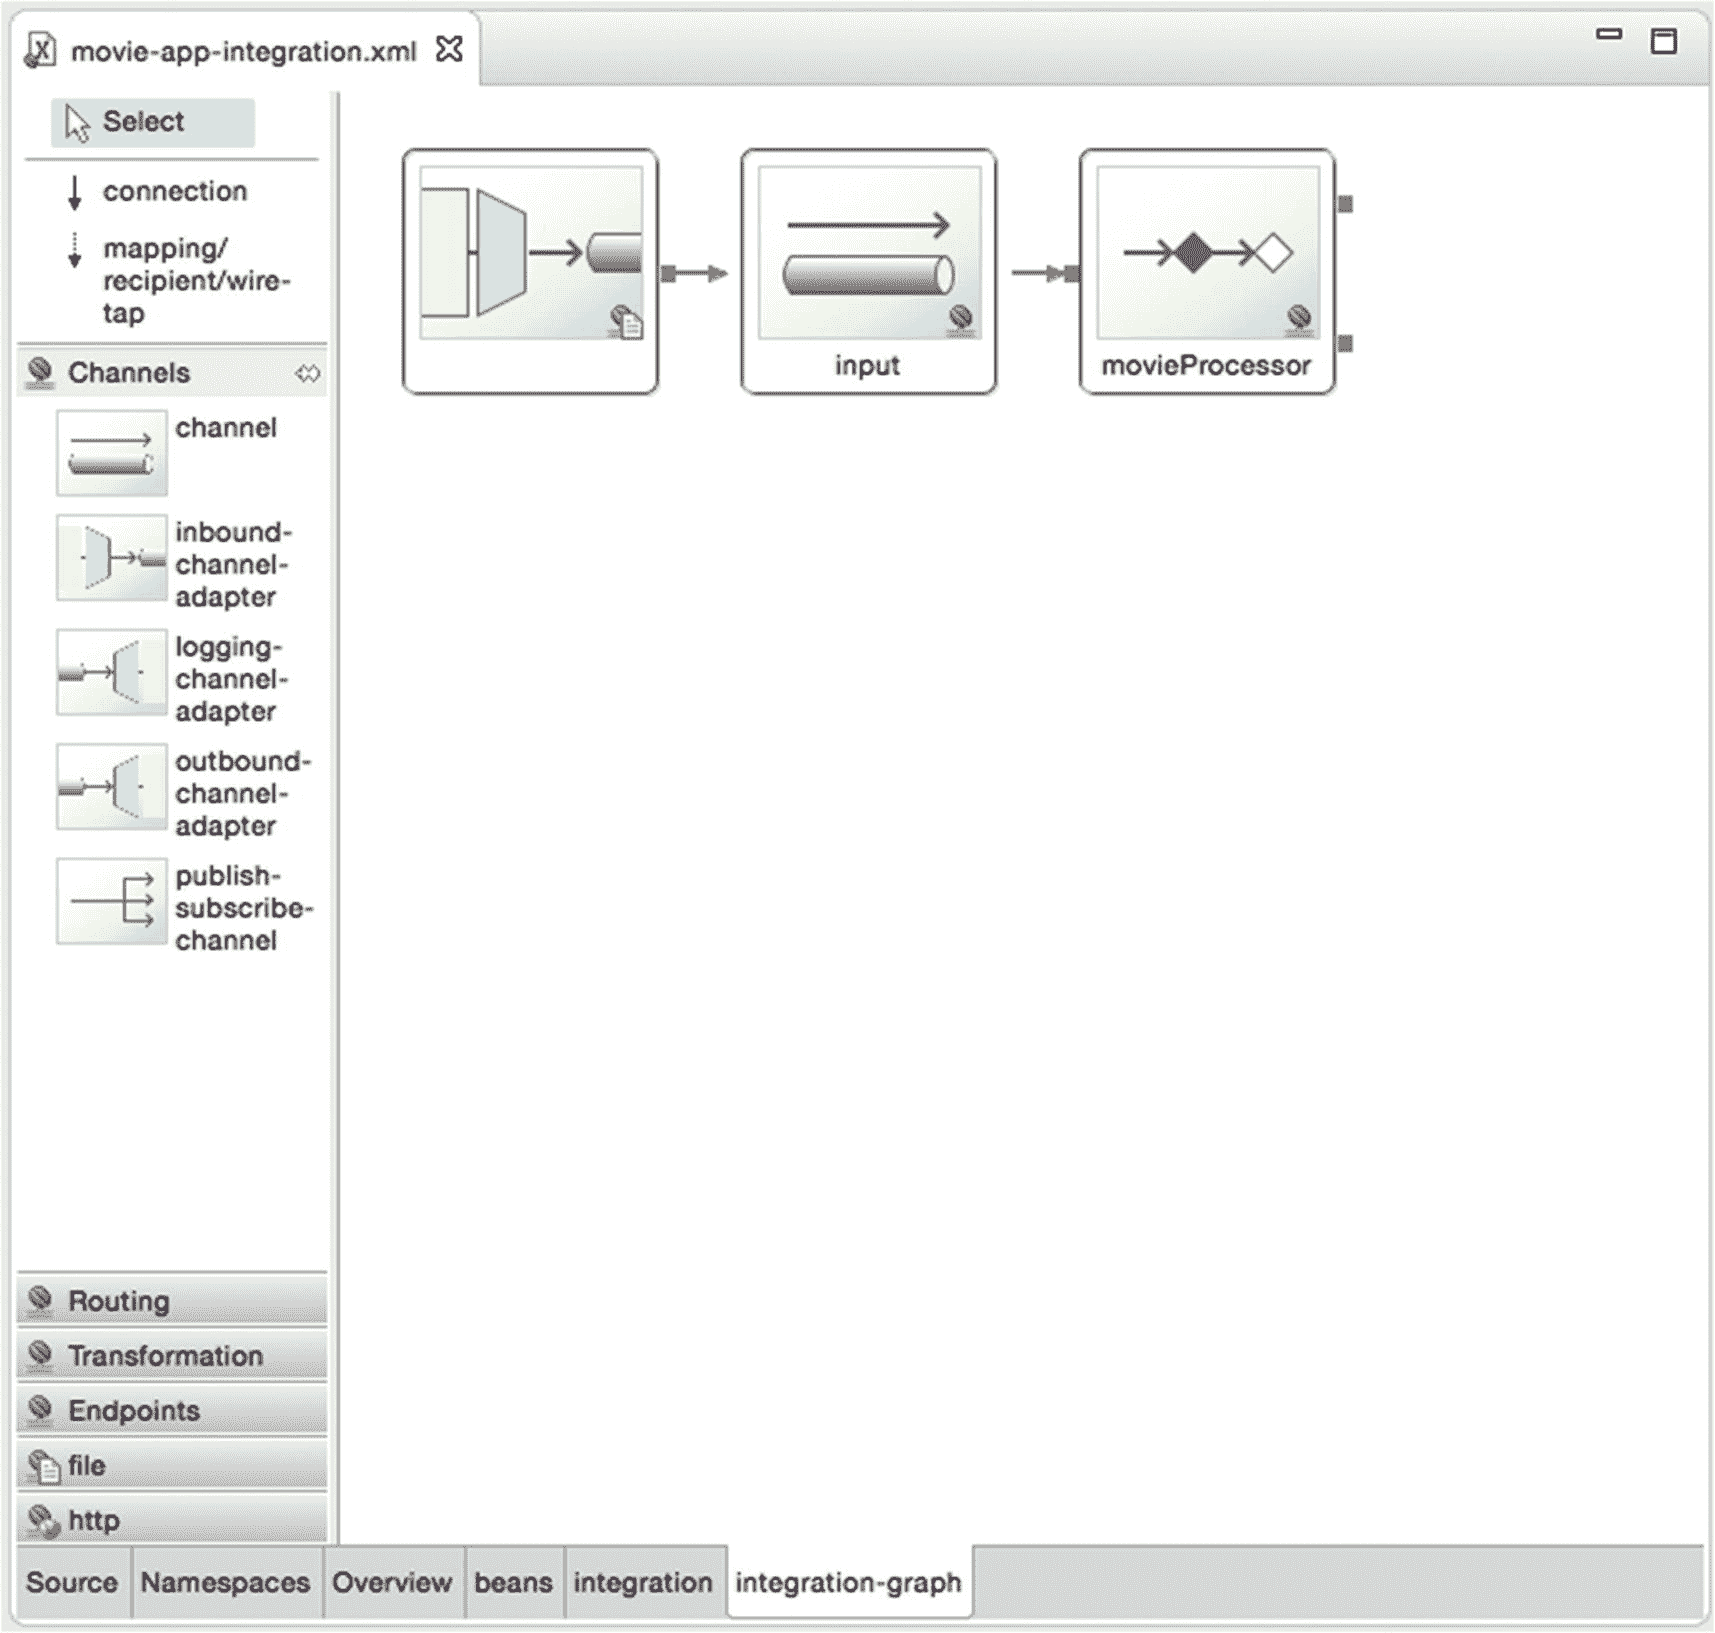 movie-app-integration.xml
Select
connection
mapping/
recipient/wire-
tap
Channels
channel
inbound-
channel-
adapter
logging-
channel-
adapter
outbound-
channel-
adapter
publish-
subscribe-
channel
Routing
Transformation
Endpoints
file
http
input
movieProcessor
Source Namespaces Overview beans integration integration-graph